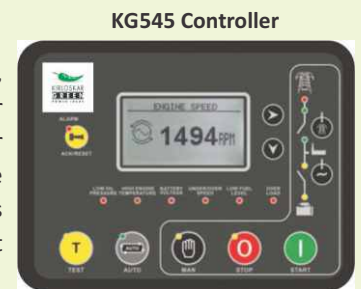 KG545 Controller
KIRLOSKAR
GREEN
ALARM
ACK/RESET
ENGINE SPEED
1494RPM
LOW OIL PRESSURE
HIGH ENGINE TEMPERATURE
BATTERY VOLTAGE
UNDER/OVER SPEED
LOW FUEL LEVEL
OVER LOAD
T
AUTO
TEST
AUTO
MAN
STOP
START